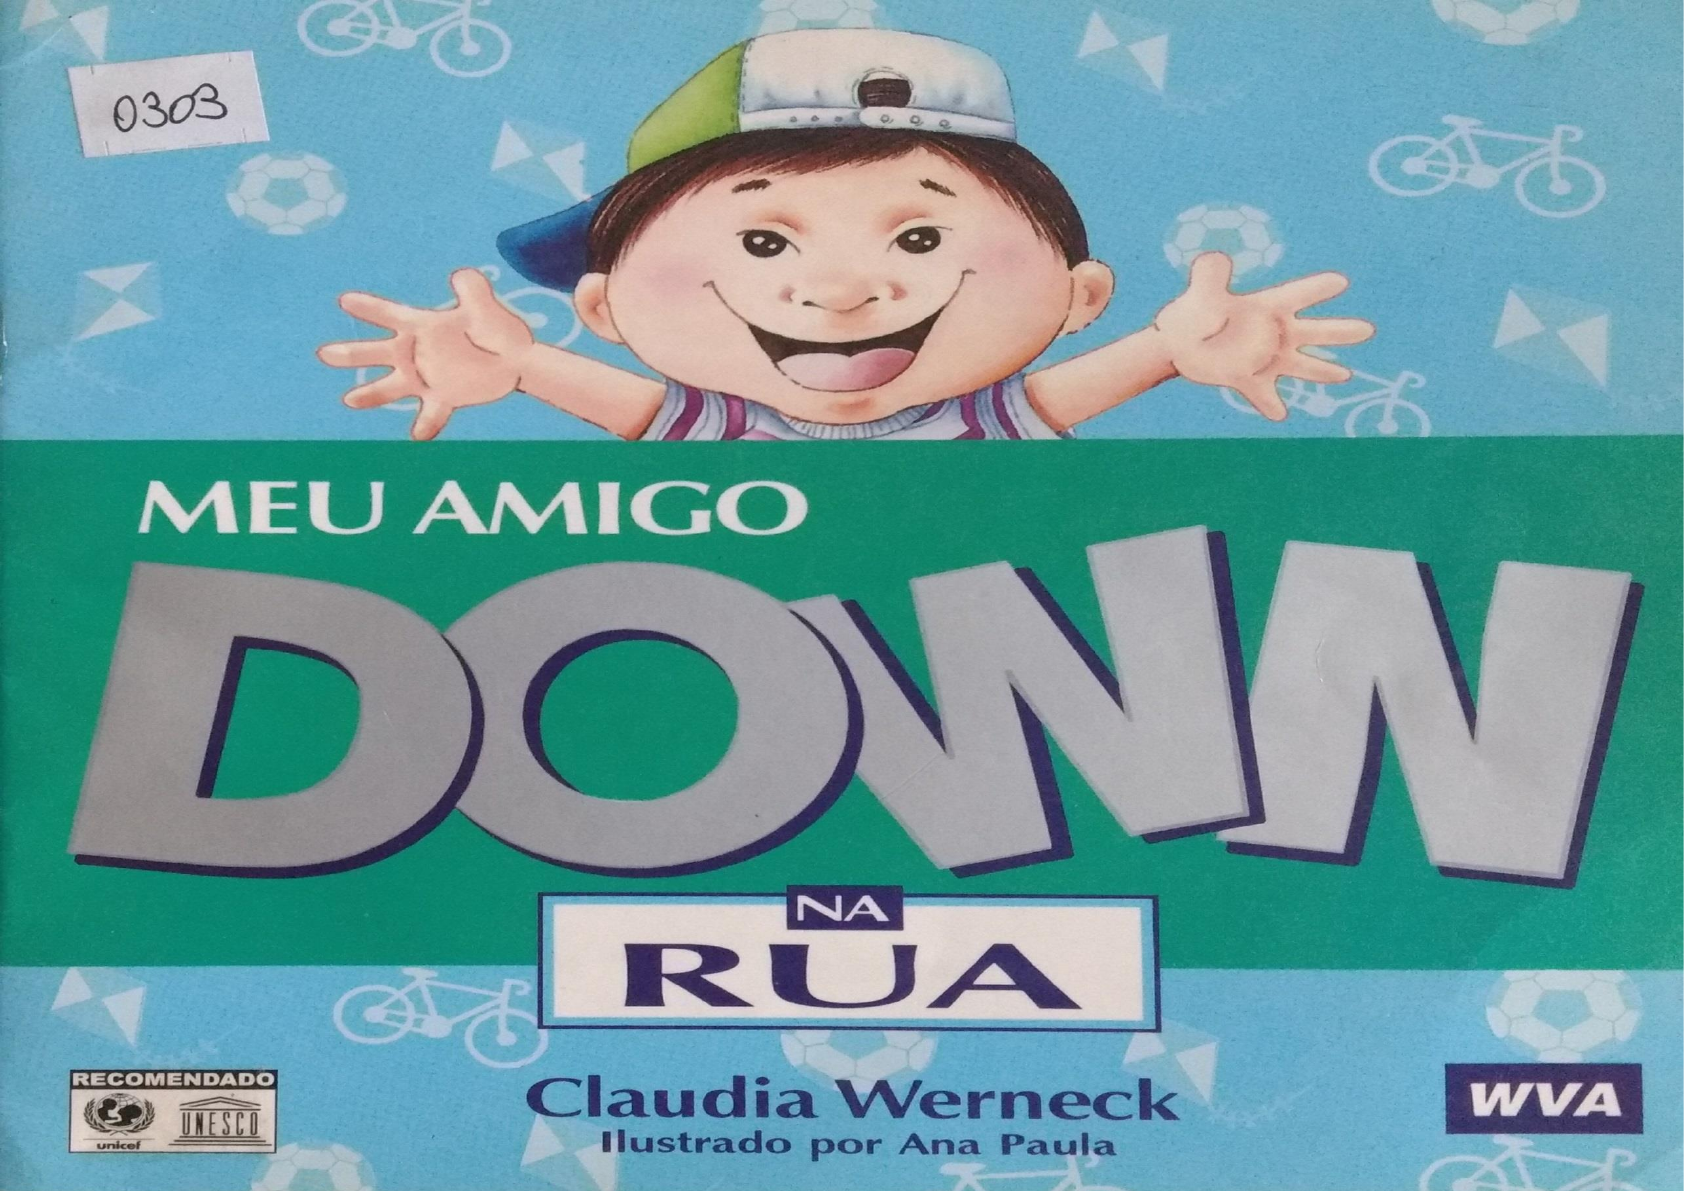 0303
MEU AMIGO
DOWN
NA
RUA
RECOMENDADO
unicef
UNESCO
Claudia Werneck
Ilustrado por Ana Paula
WVA